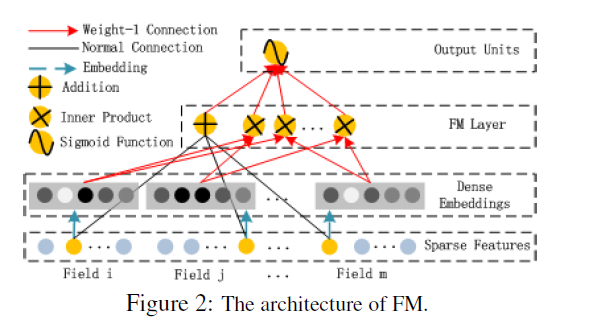 Weight-1 Connection
Normal Connection
Embedding
Addition
Inner Product
Sigmoid Function
Output Units
FM Layer
...
Dense
Embeddings
...
Sparse Features
... ... ... ...
Field i Field j ... Field m
Figure 2: The architecture of FM.